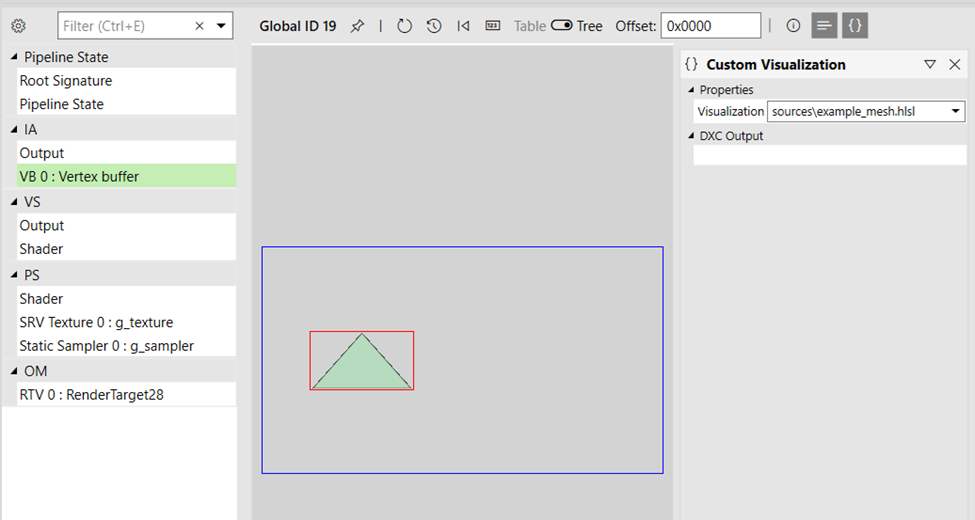 Filter (Ctrl+E)
Global ID 19
Table
Tree
Offset:
0x0000
{}
Pipeline State
Root Signature
Pipeline State
IA
Output
VB 0 : Vertex buffer
VS
Output
Shader
PS
Shader
SRV Texture 0 : g_texture
Static Sampler 0 : g_sampler
OM
RTV 0 : RenderTarget28
{} Custom Visualization
Properties
Visualization sources\example_mesh.hlsl
DXC Output